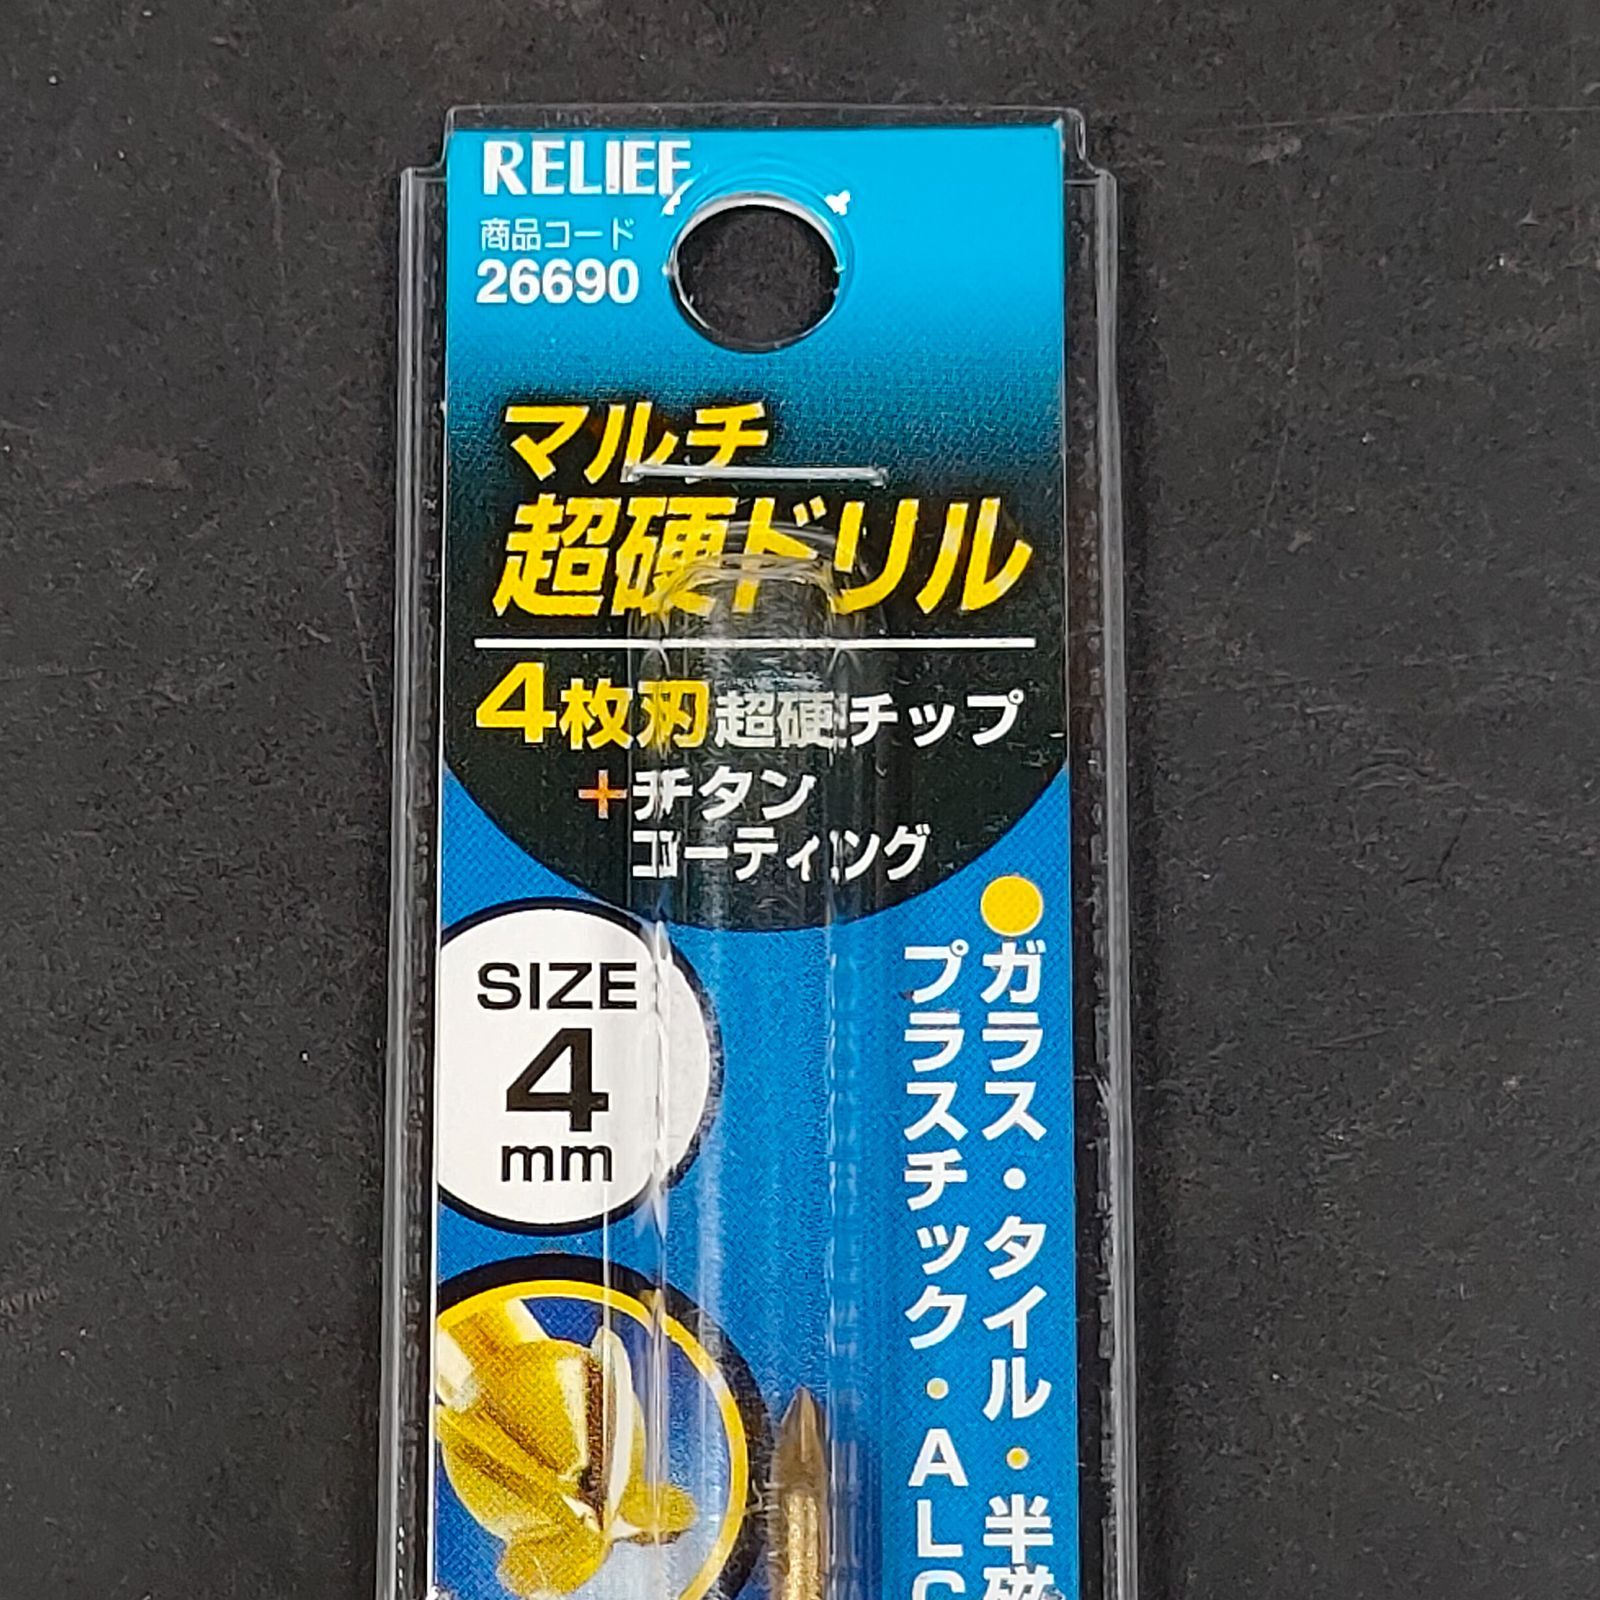 RELIEF
商品コード
26690
マルチ
超硬ドリル
4枚刃超硬チップ
+チタン
コーティング
SIZE
4
mm
ガラス・タイル・半磁
プラスチック・ALC